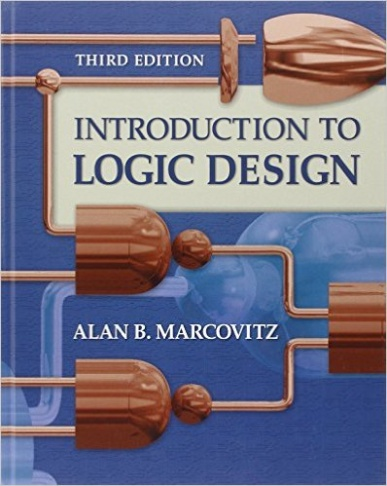 THIRD EDITION
INTRODUCTION TO
LOGIC DESIGN
ALAN B. MARCOVITZ